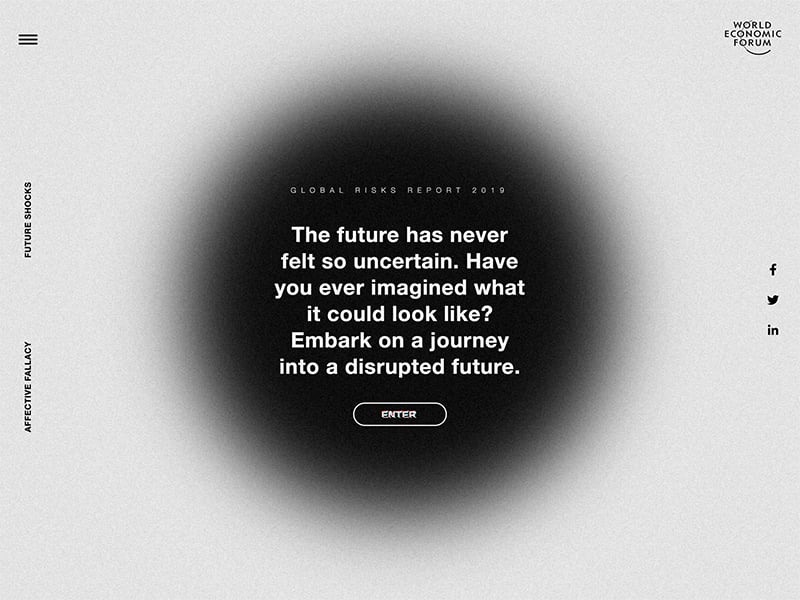 WORLD
ECONOMIC
FORUM
FUTURE SHOCKS
AFFECTIVE FALLACY
GLOBAL RISKS REPORT 2019
The future has never
felt so uncertain. Have
you ever imagined what
it could look like?
Embark on a journey
into a disrupted future.
ENTER